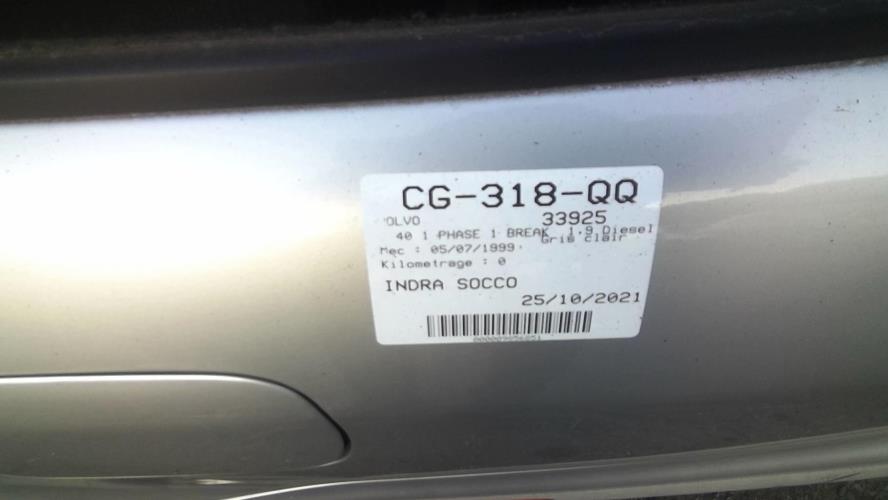 CG-318-QQ
OLVO 33925
40 1 PHASE 1 BREAK 1.9 Diesel
Mec : 05/07/1999 Gris clair
Kilometrage : 0
INDRA SOCCO
25/10/2021